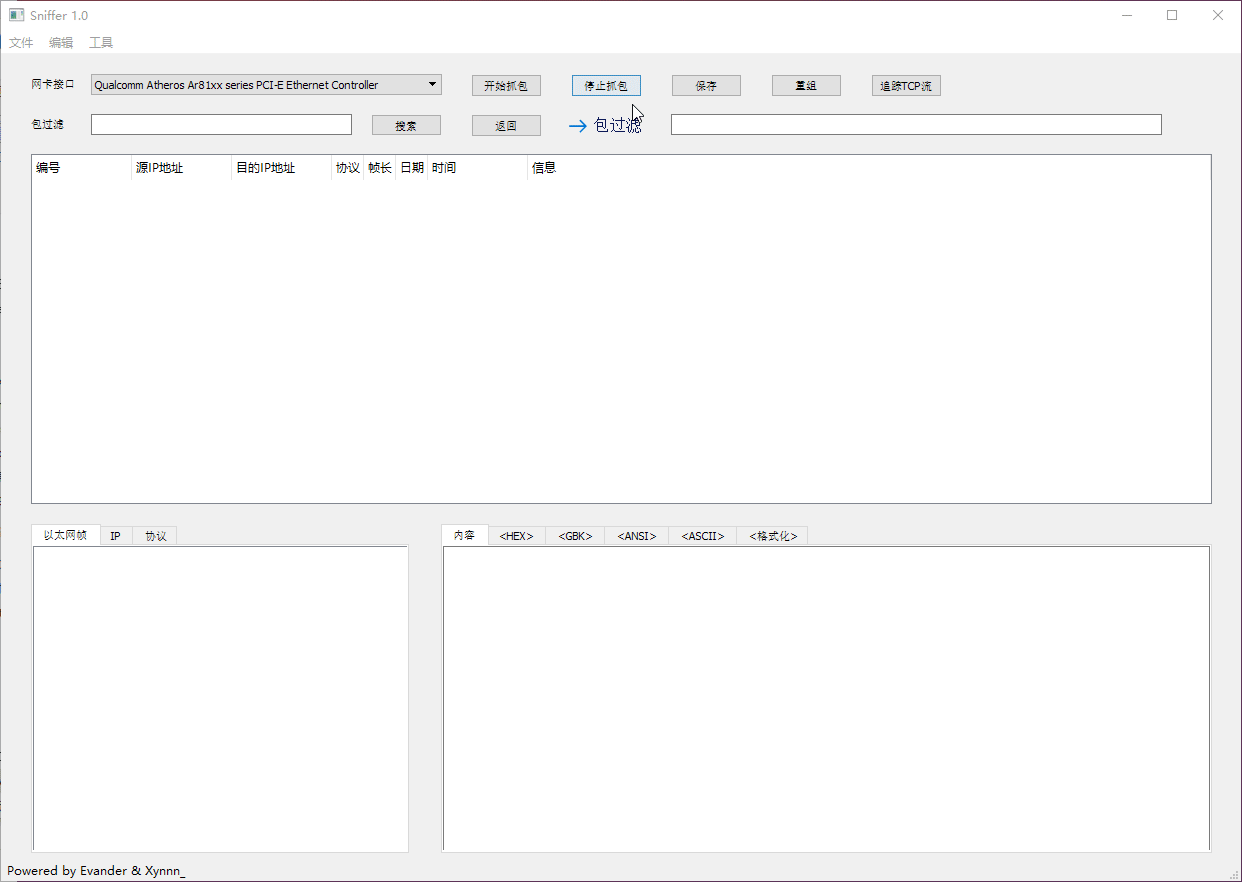 Sniffer 1.0
文件 编辑 工具
网卡接口 Qualcomm Atheros Ar81xx series PCI-E Ethernet Controller 开始抓包 停止抓包 保存 重组 追踪TCP流
包过滤 搜索 返回 → 包过滤
编号 源IP地址 目的IP地址 协议 帧长 日期 时间 信息
以太网帧 IP 协议 内容 <HEX> <GBK> <ANSI> <ASCII> <格式化>
Powered by Evander & Xynnn_